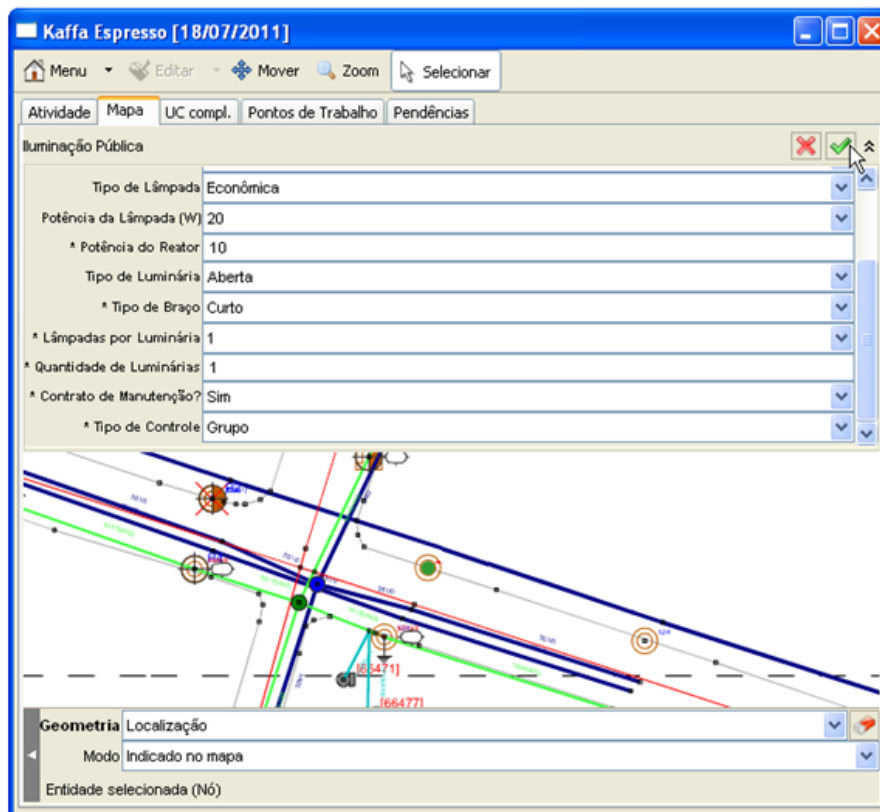 Kaffa Espresso [18/07/2011]
Menu Editar Mover Zoom Selecionar
Atividade Mapa UC compl. Pontos de Trabalho Pendências
Iluminação Pública
Tipo de Lâmpada Econômica
Potência da Lâmpada (W) 20
* Potência do Reator 10
Tipo de Luminária Aberta
* Tipo de Braço Curto
* Lâmpadas por Luminária 1
* Quantidade de Luminárias 1
* Contrato de Manutenção? Sim
* Tipo de Controle Grupo
[66471]
[66477]
Geometria Localização
Modo Indicado no mapa
Entidade selecionada (Nó)